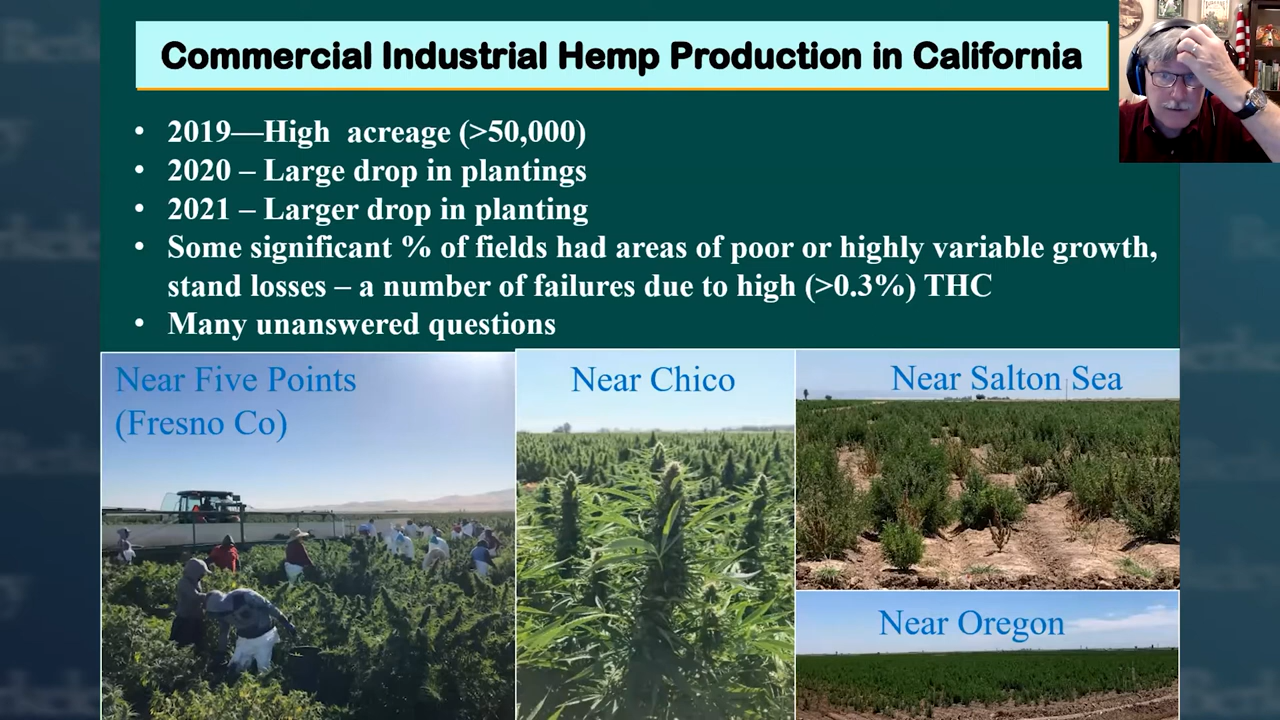 Commercial Industrial Hemp Production in California
• 2019—High acreage (>50,000)
• 2020 – Large drop in plantings
• 2021 – Larger drop in planting
• Some significant % of fields had areas of poor or highly variable growth,
stand losses – a number of failures due to high (>0.3%) THC
• Many unanswered questions
Near Five Points
(Fresno Co)
Near Chico
Near Salton Sea
Near Oregon